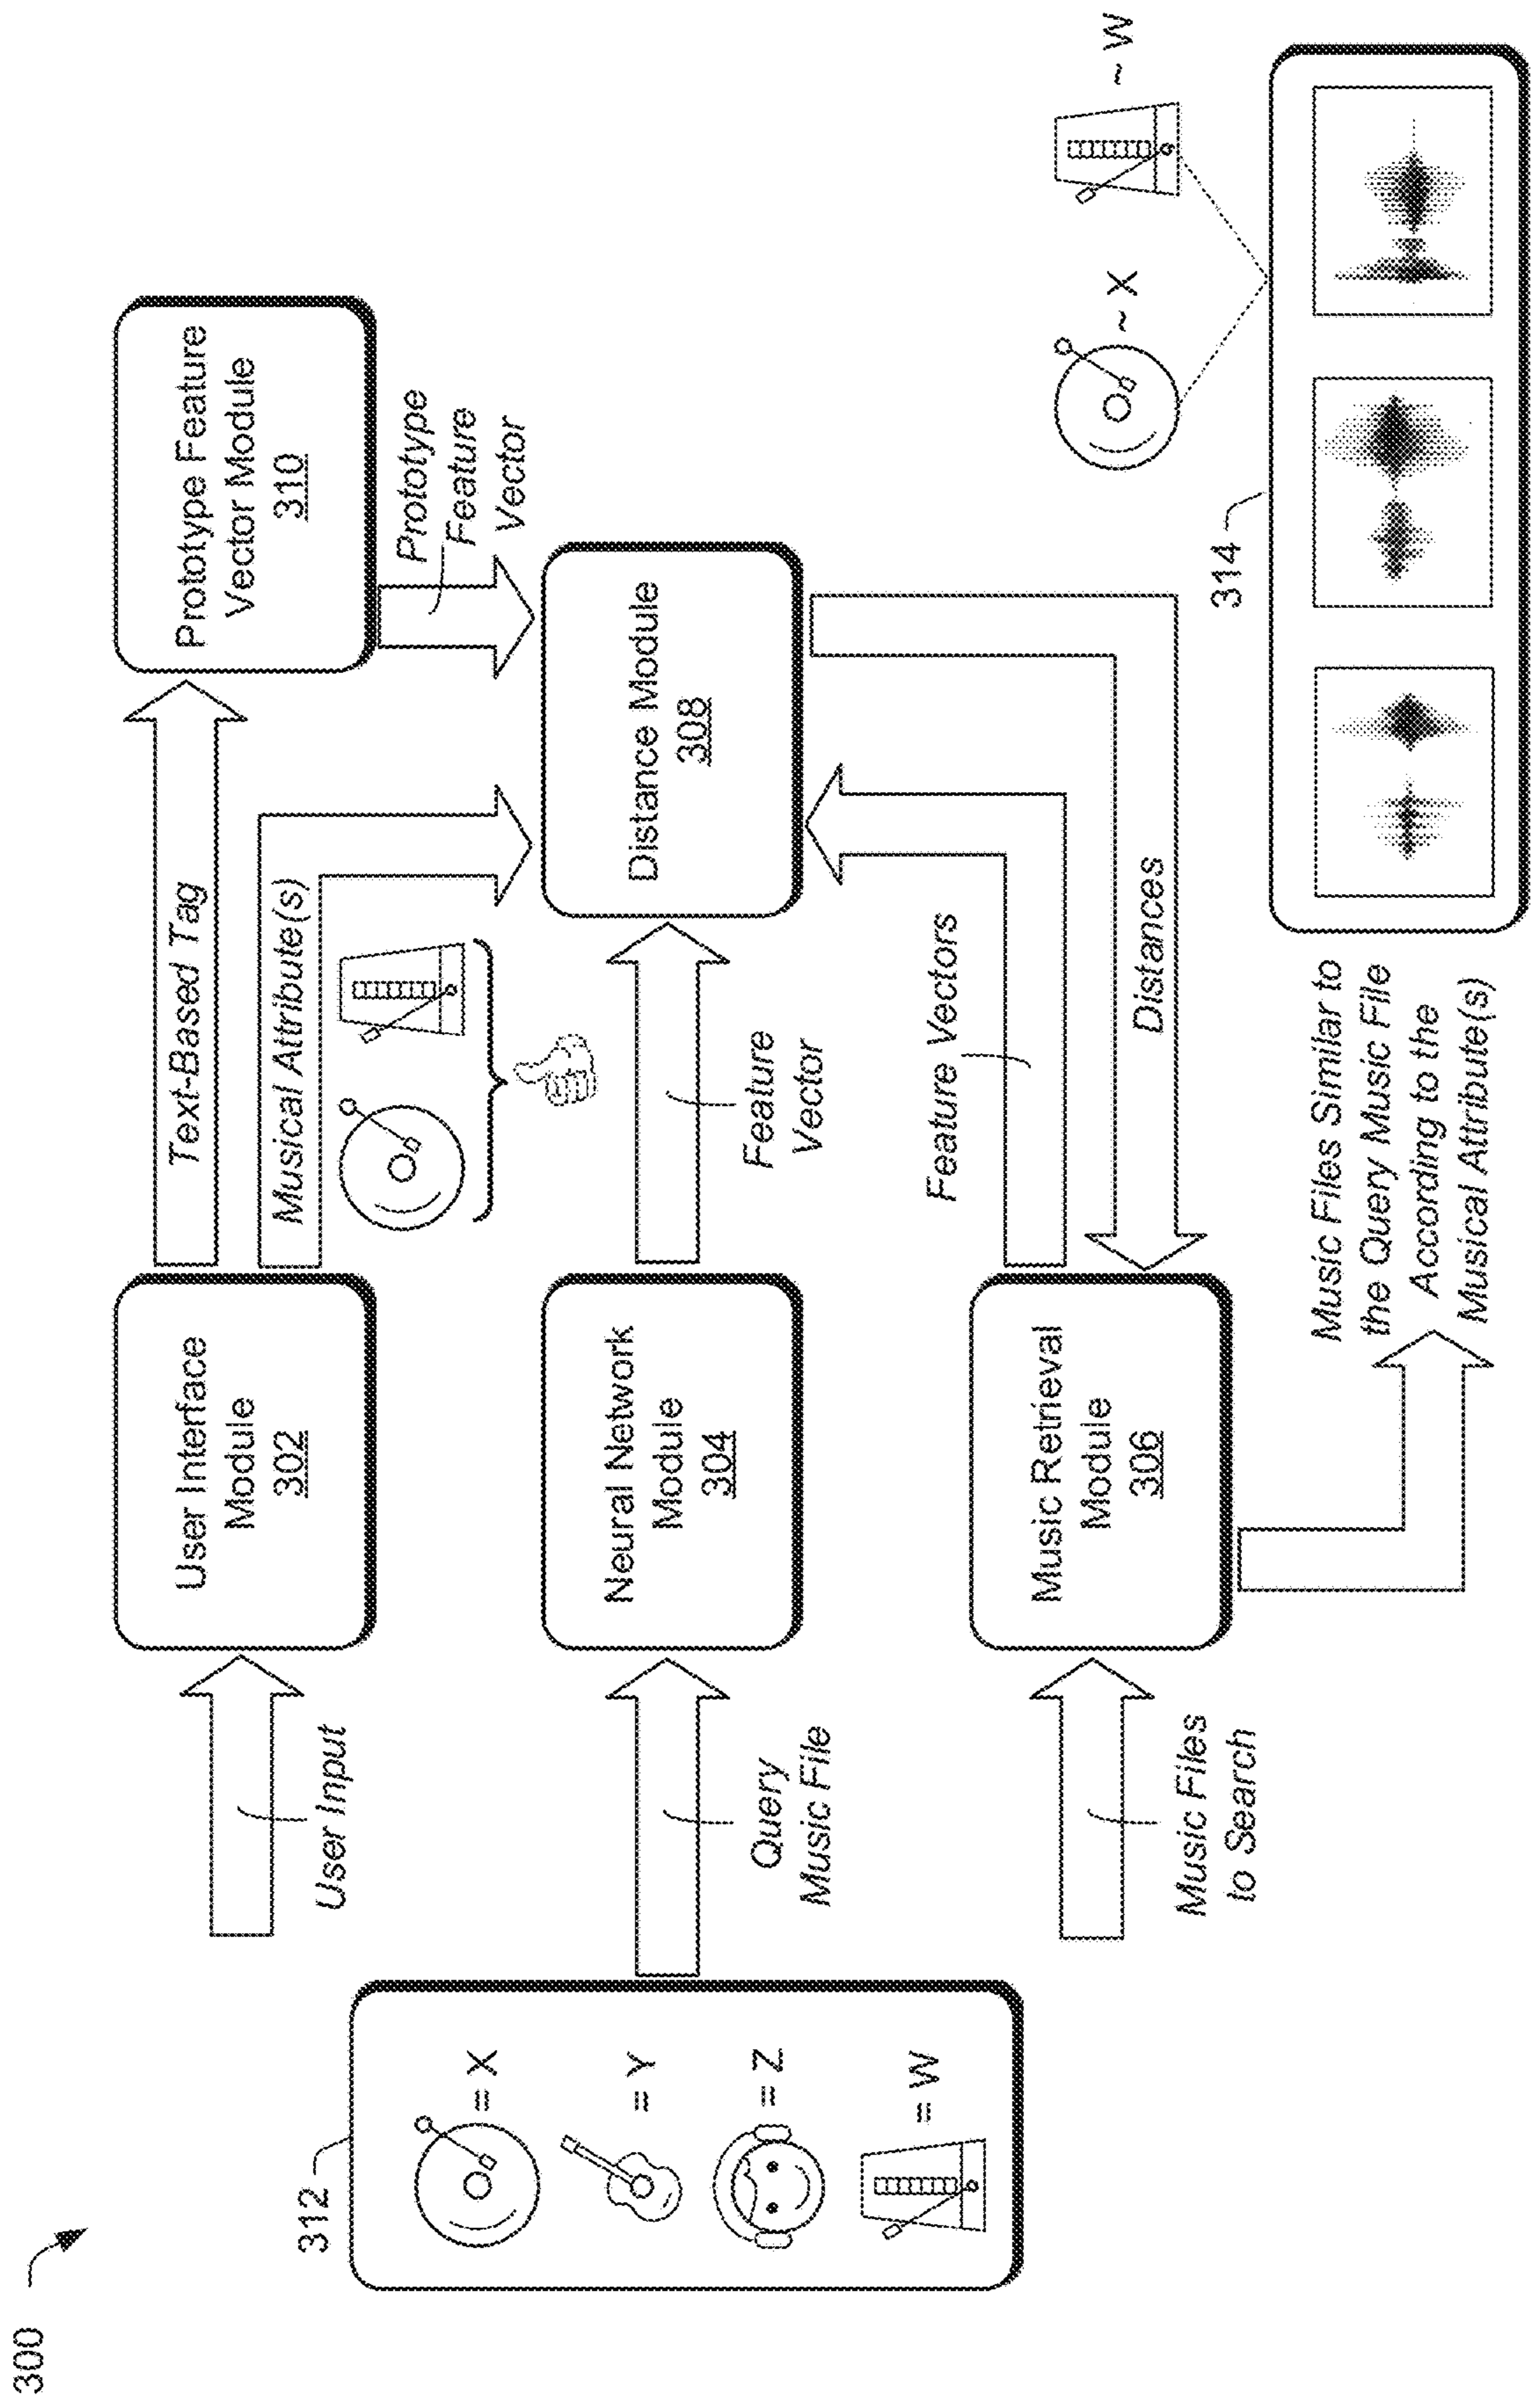 300
312
= X
= Y
= Z
= W
User Input
Query
Music File
Music Files
to Search
User Interface
Module
302
Neural Network
Module
304
Music Retrieval
Module
306
Text-Based Tag
Musical Attribute(s)
Feature
Vector
Feature Vectors
Distances
Prototype Feature
Vector Module
310
Prototype
Feature
Vector
Distance Module
308
Music Files Similar to
the Query Music File
According to the
Musical Attribute(s)
314
~ X
~ W